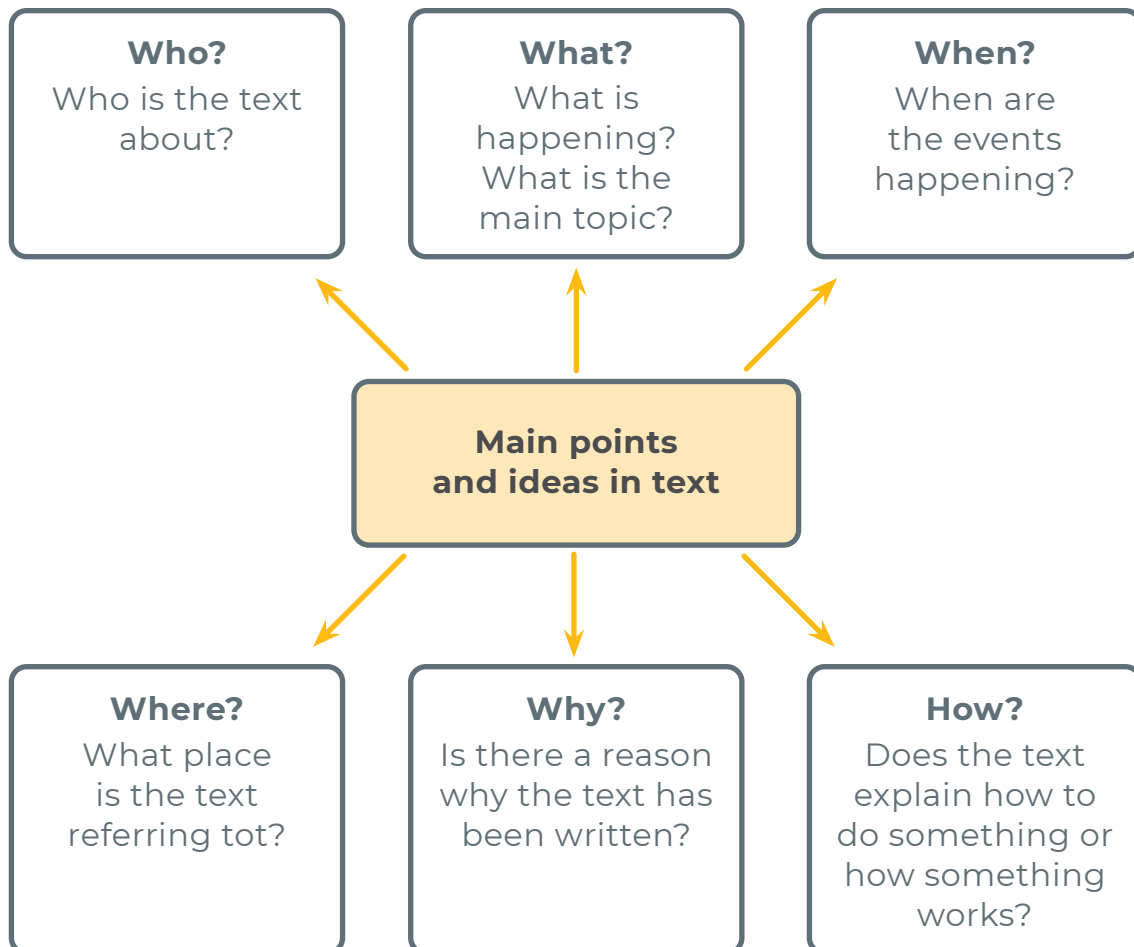 Who?
Who is the text
about?
What?
What is
happening?
What is the
main topic?
When?
When are
the events
happening?
Main points
and ideas in text
Where?
What place
is the text
referring tot?
Why?
Is there a reason
why the text has
been written?
How?
Does the text
explain how to
do something or
how something
works?